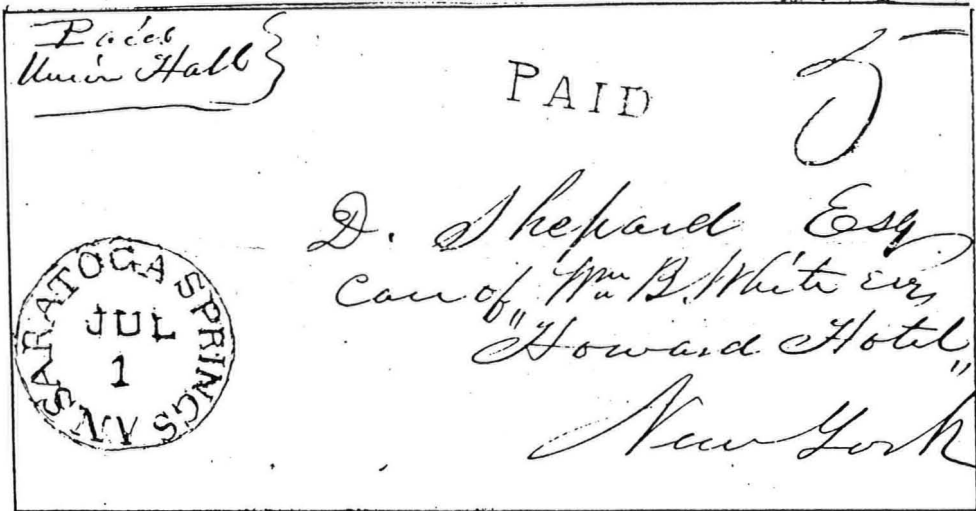 Paid
Union Hall
PAID
5
D. Shepard Esq
Care of Wm B. White Esq
"Howard Hotel"
New York
SARATOGA SPRINGS N.Y
JUL
1